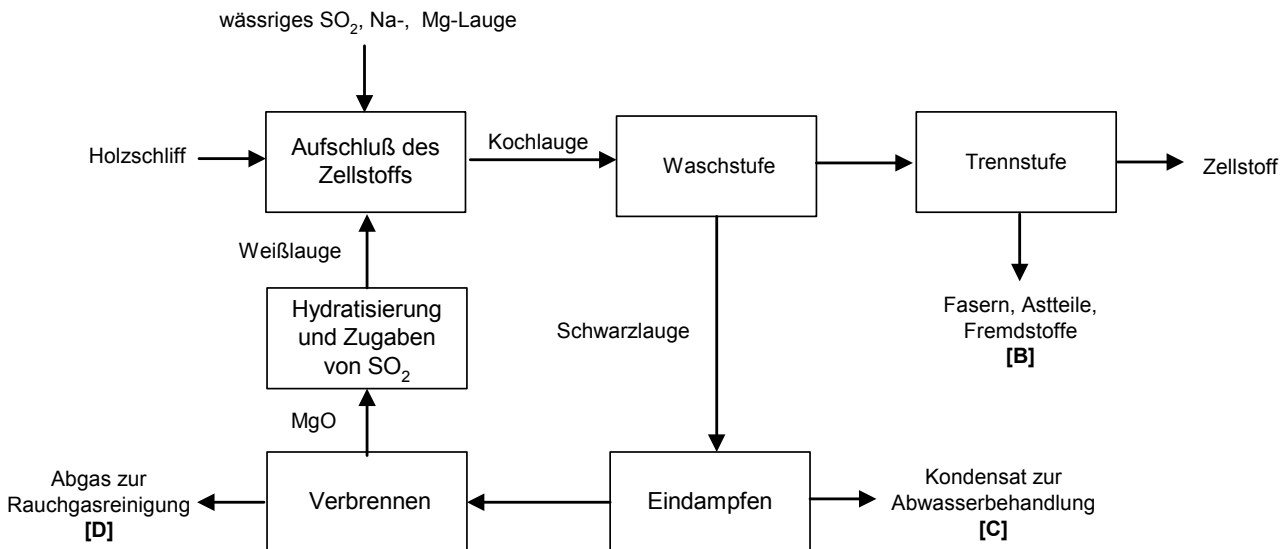 wässriges SO₂, Na-, Mg-Lauge
Holzschliff
Aufschluß des
Zellstoffs
Kochlauge
Waschstufe
Trennstufe
Zellstoff
Weißlauge
Hydratisierung
und Zugaben
von SO₂
Schwarzlauge
Fasern, Astteile,
Fremdstoffe
[B]
MgO
Abgas zur
Rauchgasreinigung
[D]
Verbrennen
Eindampfen
Kondensat zur
Abwasserbehandlung
[C]